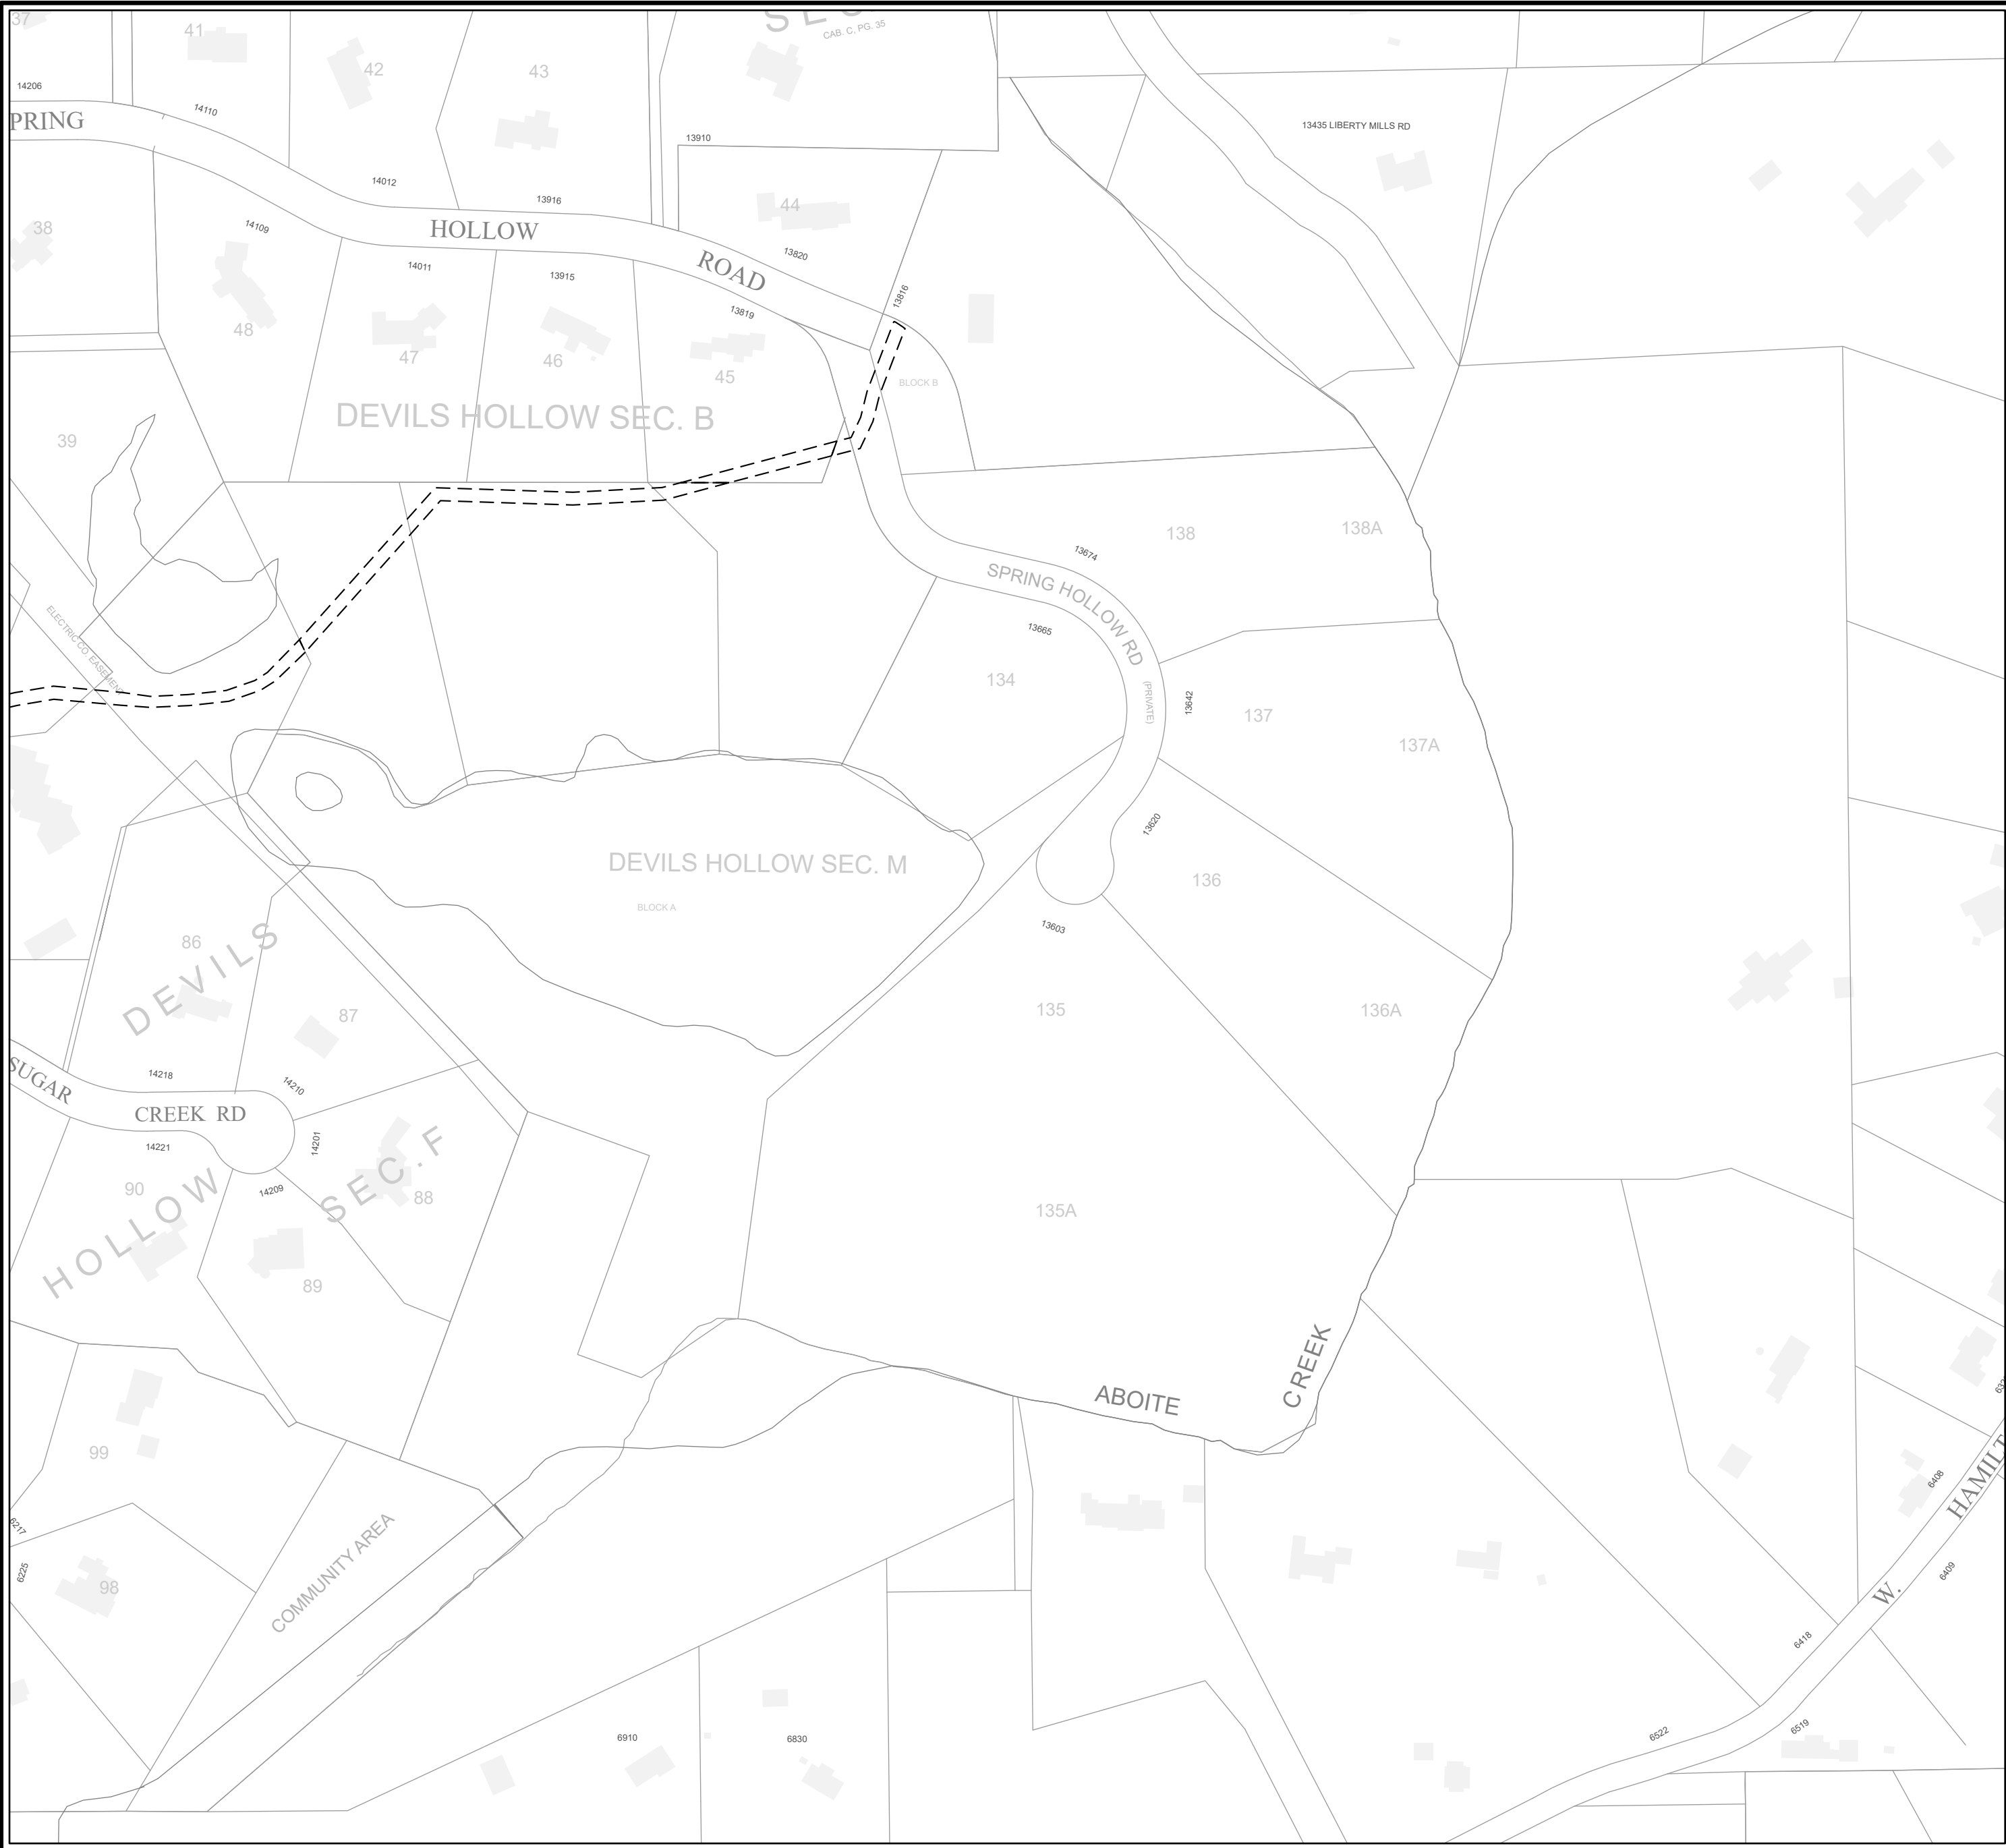 37
41
CAB. C, PG. 35
42
43
14206
14110
13910
13435 LIBERTY MILLS RD
PRING
14012
13916
44
38
14109
HOLLOW
ROAD
13820
14011
13915
13816
13819
48
47
46
45
BLOCK B
DEVILS HOLLOW SEC. B
39
138
138A
13674
SPRING HOLLOW RD
(PRIVATE)
ELECTRIC CO. EASEMENT
13665
134
13642
137
137A
13620
DEVILS HOLLOW SEC. M
BLOCK A
136
13603
86
87
135
136A
DEVILS
HOLLOW
SEC. F
SUGAR
CREEK RD
14218
14210
14221
14201
14209
90
88
89
135A
ABOITE
CREEK
99
6217
6225
98
COMMUNITY AREA
6408
6409
W.
HAMILT
6418
6522
6519
6910
6830